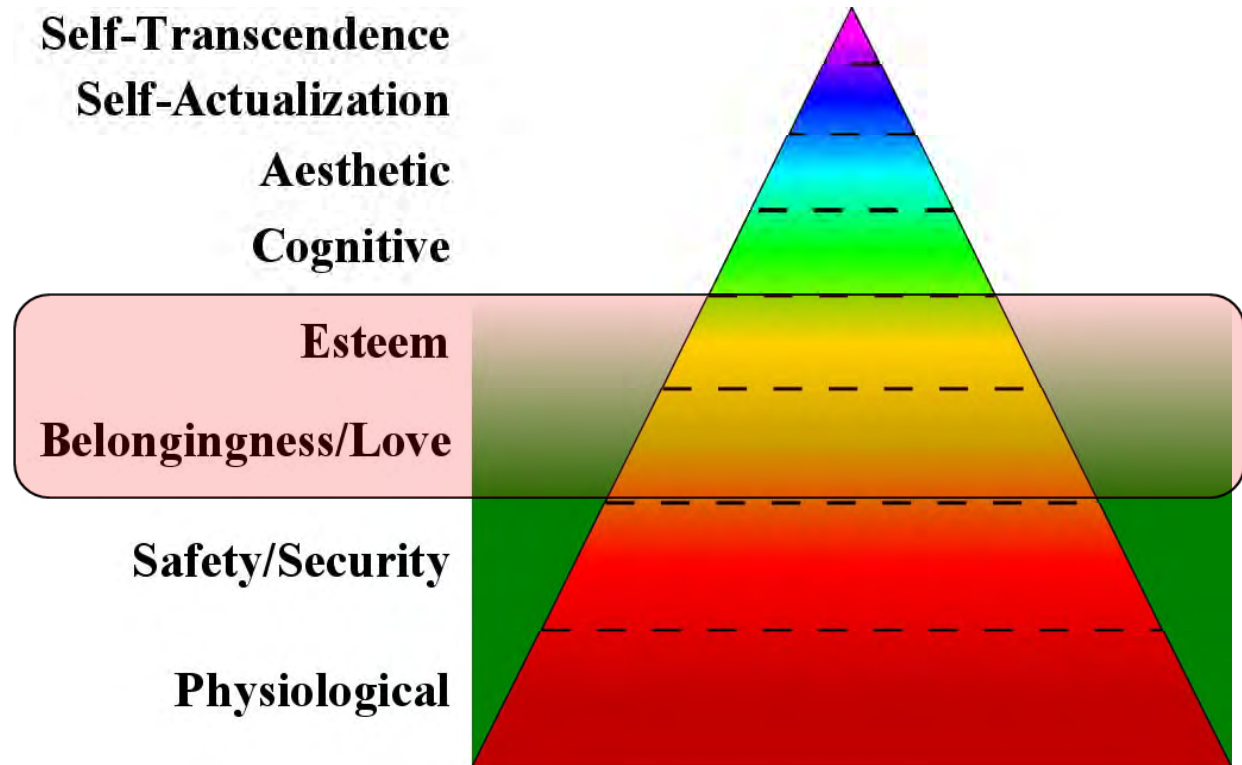 Self-Transcendence
Self-Actualization
Aesthetic
Cognitive
Esteem
Belongingness/Love
Safety/Security
Physiological